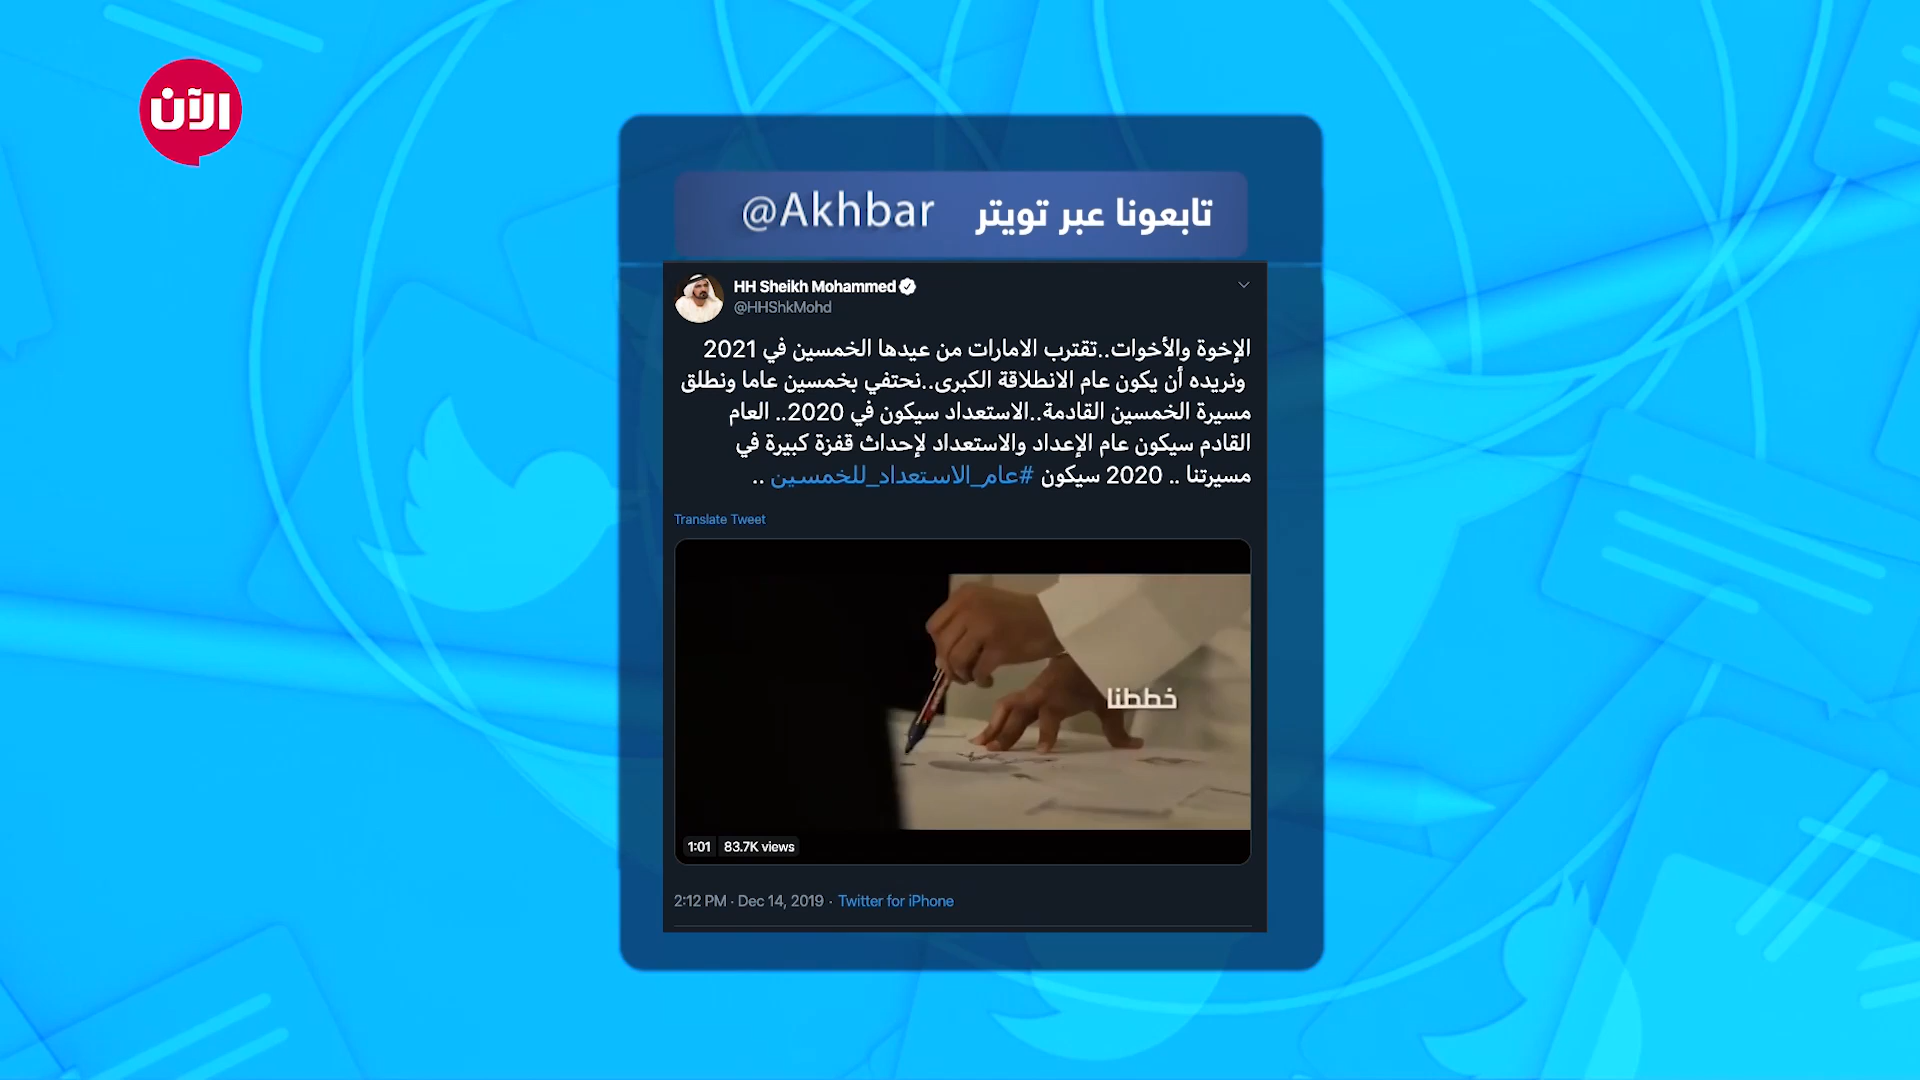 الآن
تابعونا عبر تويتر @Akhbar
HH Sheikh Mohammed
@HHShkMohd
الإخوة والأخوات..تقترب الامارات من عيدها الخمسين في 2021
ونريده أن يكون عام الانطلاقة الكبرى..نحتفي بخمسين عاما ونطلق
مسيرة الخمسين القادمة..الاستعداد سيكون في 2020.. العام
القادم سيكون عام الإعداد والاستعداد لإحداث قفزة كبيرة في
مسيرتنا .. 2020 سيكون #عام_الاستعداد_للخمسين ..
Translate Tweet
خططنا
1:01 83.7K views
2:12 PM · Dec 14, 2019 · Twitter for iPhone